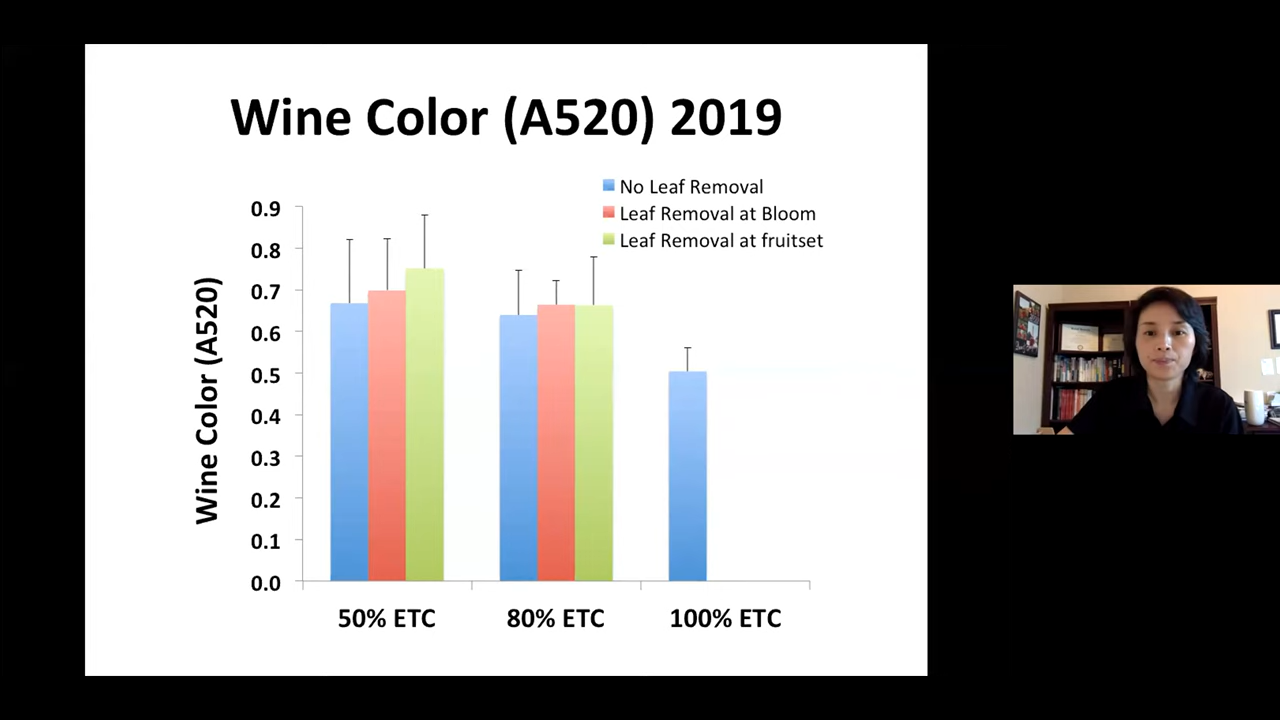 Wine Color (A520) 2019
No Leaf Removal
Leaf Removal at Bloom
Leaf Removal at fruitset
Wine Color (A520)
0.9
0.8
0.7
0.6
0.5
0.4
0.3
0.2
0.1
0.0
50% ETC
80% ETC
100% ETC